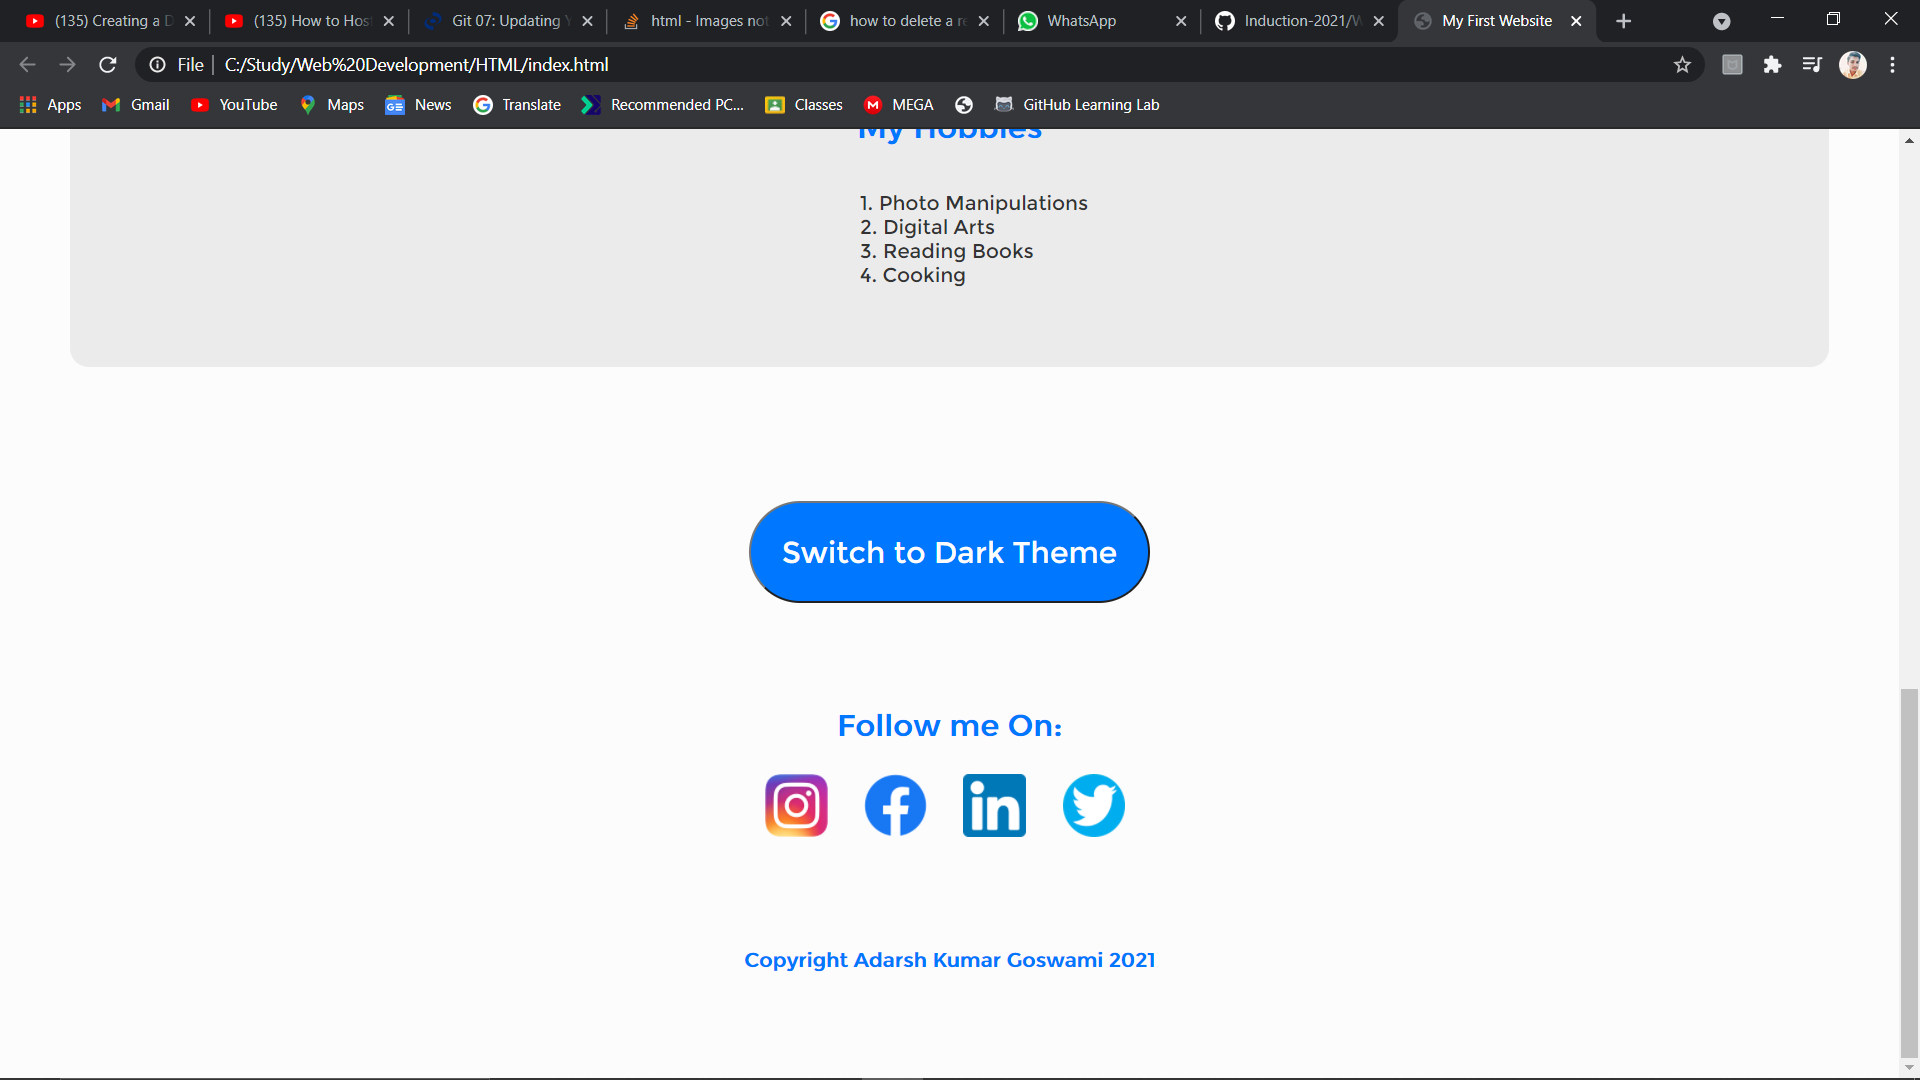 (135) Creating a D
(135) How to Hos
Git 07: Updating Y
html - Images not
how to delete a re
WhatsApp
Induction-2021/W
My First Website
File
C:/Study/Web%20Development/HTML/index.html
Apps
Gmail
YouTube
Maps
News
Translate
Recommended PC...
Classes
MEGA
GitHub Learning Lab
My Hobbies
1. Photo Manipulations
2. Digital Arts
3. Reading Books
4. Cooking
Switch to Dark Theme
Follow me On:
Copyright Adarsh Kumar Goswami 2021